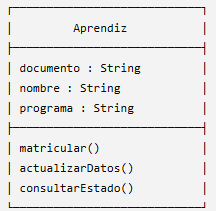 Aprendiz
documento : String
nombre : String
programa : String
matricular()
actualizarDatos()
consultarEstado()